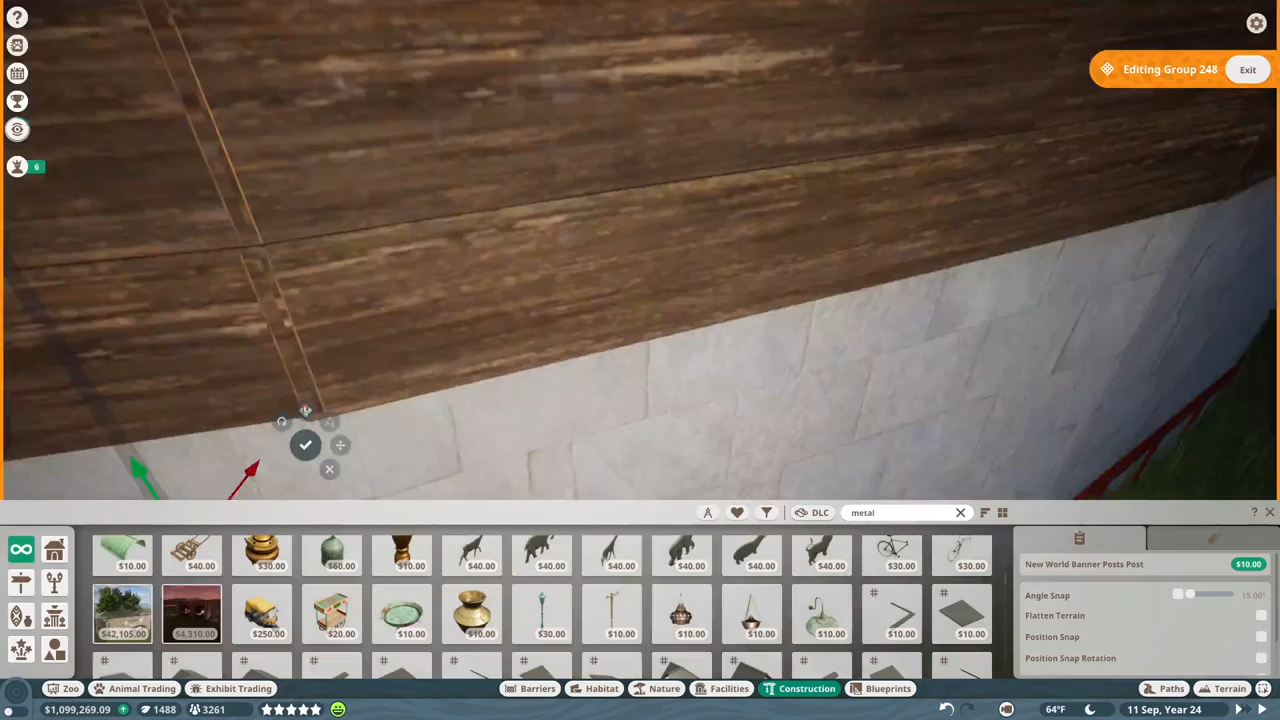 ?
Editing Group 248
Exit
6
DLC
metal
?
$10.00
$40.00
$30.00
$60.00
$10.00
$40.00
$40.00
$40.00
$40.00
$40.00
$40.00
$30.00
$30.00
$42,105.00
$4,310.00
$250.00
$20.00
$10.00
$10.00
$30.00
$10.00
$10.00
$10.00
$10.00
$10.00
$10.00
New World Banner Posts Post
$10.00
Angle Snap
15.00°
Flatten Terrain
Position Snap
Position Snap Rotation
Zoo
Animal Trading
Exhibit Trading
Barriers
Habitat
Nature
Facilities
Construction
Blueprints
Paths
Terrain
$1,099,269.09
1488
3261
64°F
11 Sep, Year 24